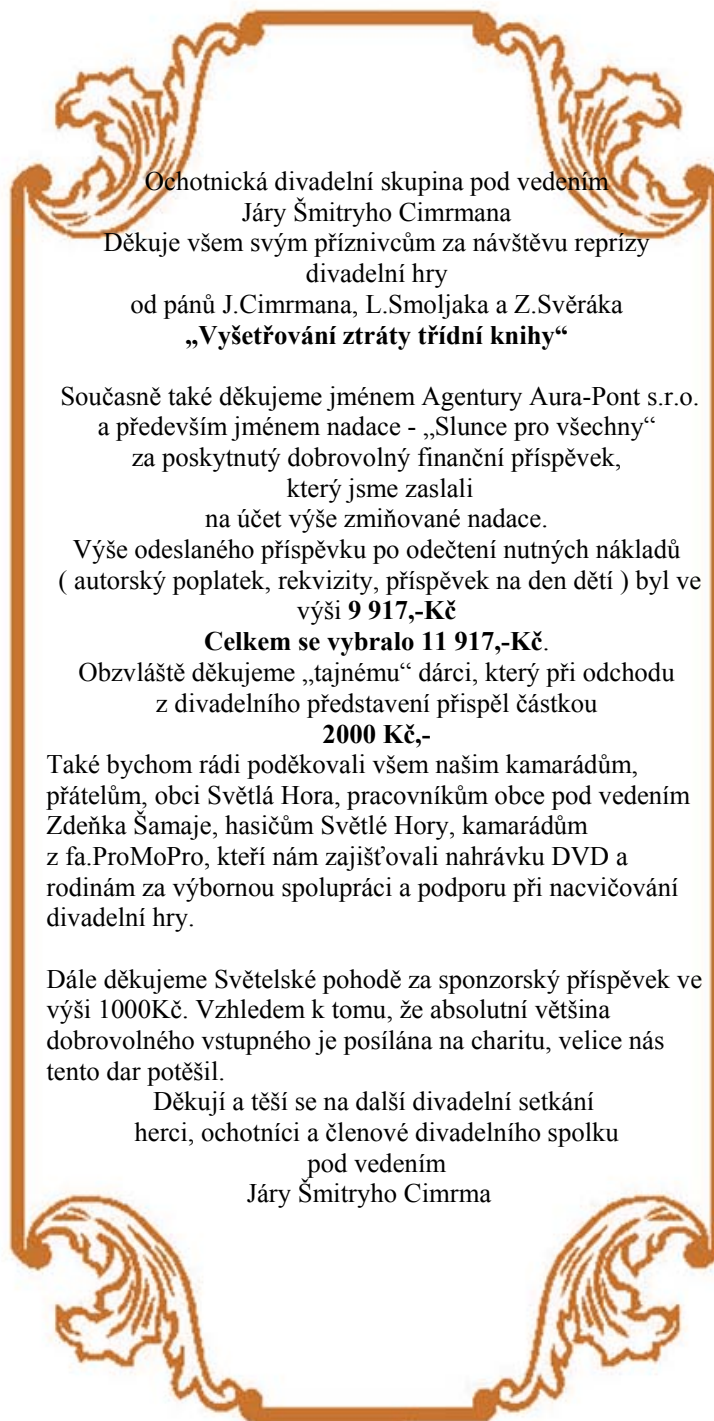 Ochotnická divadelní skupina pod vedením
Járy Šmitryho Cimrmana
Děkuje všem svým příznivcům za návštěvu reprízy
divadelní hry
od pánů J.Cimrmana, L.Smoljaka a Z.Svěráka
„Vyšetřování ztráty třídní knihy“
Současně také děkujeme jménem Agentury Aura-Pont s.r.o.
a především jménem nadace - „Slunce pro všechny“
za poskytnutý dobrovolný finanční příspěvek,
který jsme zaslali
na účet výše zmiňované nadace.
Výše odeslaného příspěvku po odečtení nutných nákladů
( autorský poplatek, rekvizity, příspěvek na den dětí ) byl ve
výši 9 917,-Kč
Celkem se vybralo 11 917,-Kč.
Obzvláště děkujeme „tajnému“ dárci, který při odchodu
z divadelního představení přispěl částkou
2000 Kč,-
Také bychom rádi poděkovali všem našim kamarádům,
přátelům, obci Světlá Hora, pracovníkům obce pod vedením
Zdeňka Šamaje, hasičům Světlé Hory, kamarádům
z fa.ProMoPro, kteří nám zajišťovali nahrávku DVD a
rodinám za výbornou spolupráci a podporu při nacvičování
divadelní hry.
Dále děkujeme Světelské pohodě za sponzorský příspěvek ve
výši 1000Kč. Vzhledem k tomu, že absolutní většina
dobrovolného vstupného je posílána na charitu, velice nás
tento dar potěšil.
Děkují a těší se na další divadelní setkání
herci, ochotníci a členové divadelního spolku
pod vedením
Járy Šmitryho Cimrma